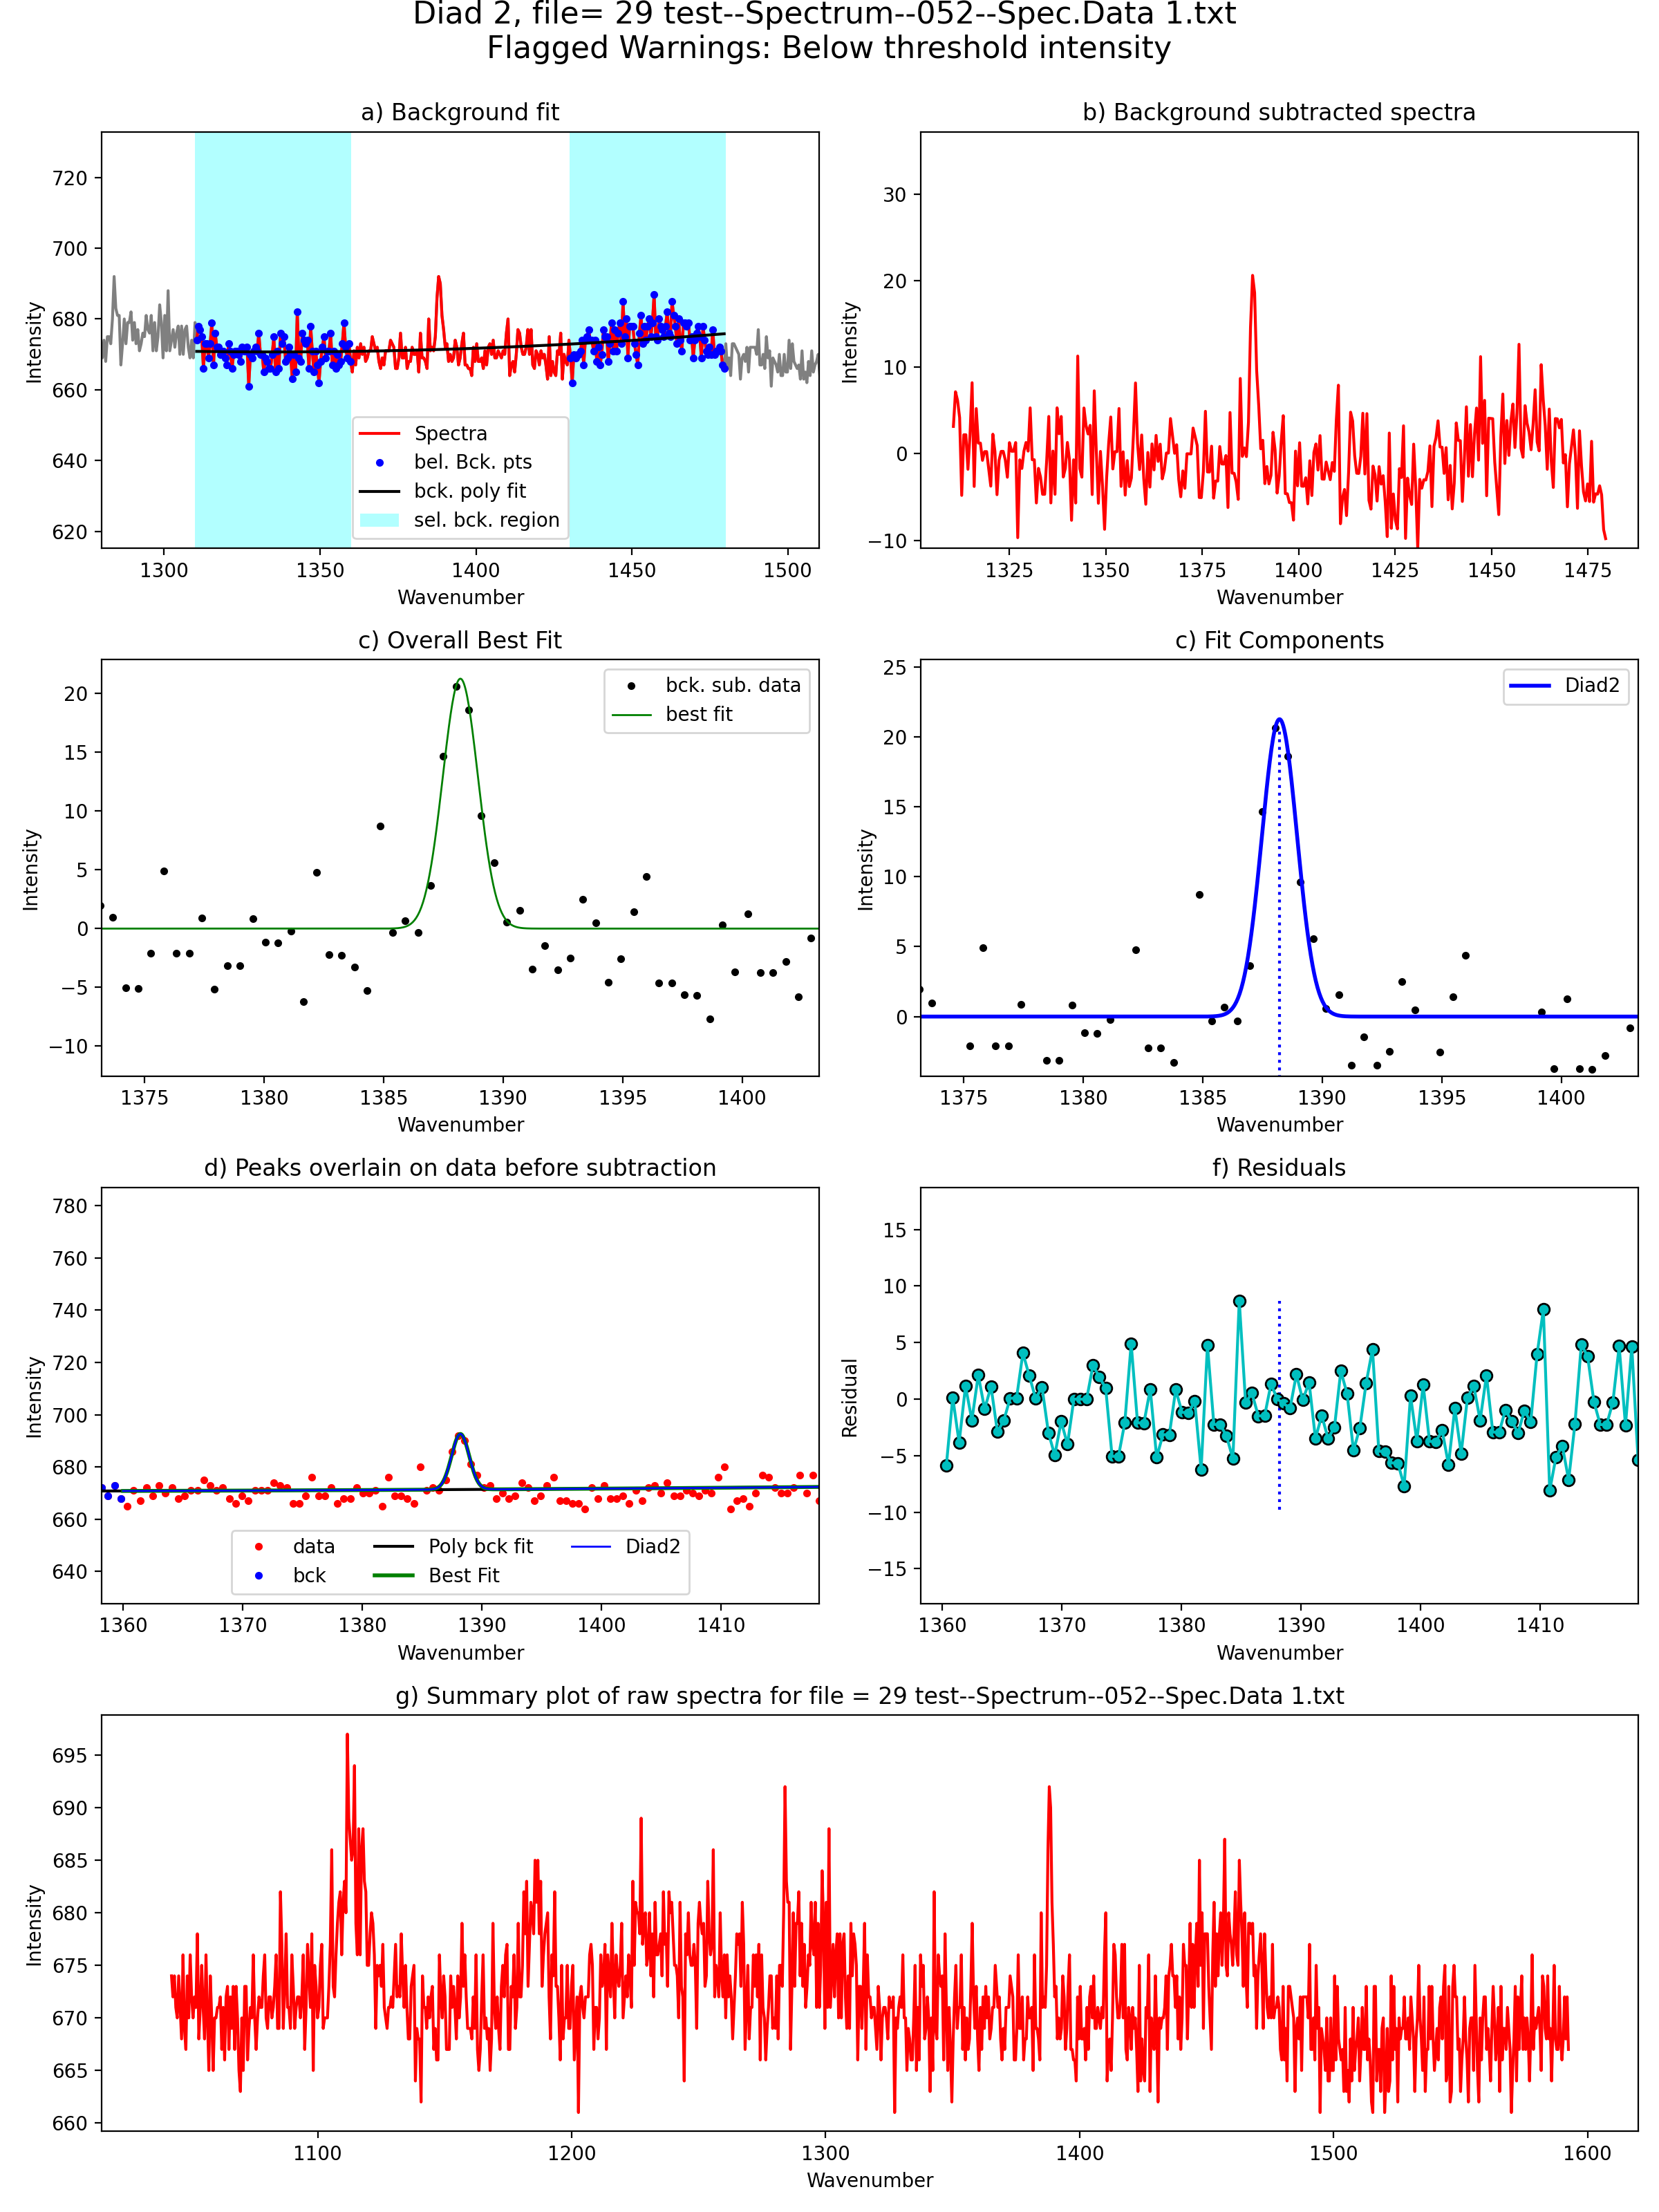 Diad 2, file= 29 test--Spectrum--052--Spec.Data 1.txt
Flagged Warnings: Below threshold intensity
a) Background fit
720
700
680
660
640
620
Intensity
Spectra
bel. Bck. pts
bck. poly fit
sel. bck. region
1300 1350 1400 1450 1500
Wavenumber
b) Background subtracted spectra
30
20
10
0
−10
Intensity
1325 1350 1375 1400 1425 1450 1475
Wavenumber
c) Overall Best Fit
20
15
10
5
0
−5
−10
Intensity
bck. sub. data
best fit
1375 1380 1385 1390 1395 1400
Wavenumber
c) Fit Components
25
20
15
10
5
0
Intensity
Diad2
1375 1380 1385 1390 1395 1400
Wavenumber
d) Peaks overlain on data before subtraction
780
760
740
720
700
680
660
640
Intensity
data Poly bck fit Diad2
bck Best Fit
1360 1370 1380 1390 1400 1410
Wavenumber
f) Residuals
15
10
5
0
−5
−10
−15
Residual
1360 1370 1380 1390 1400 1410
Wavenumber
g) Summary plot of raw spectra for file = 29 test--Spectrum--052--Spec.Data 1.txt
695
690
685
680
675
670
665
660
Intensity
1100 1200 1300 1400 1500 1600
Wavenumber